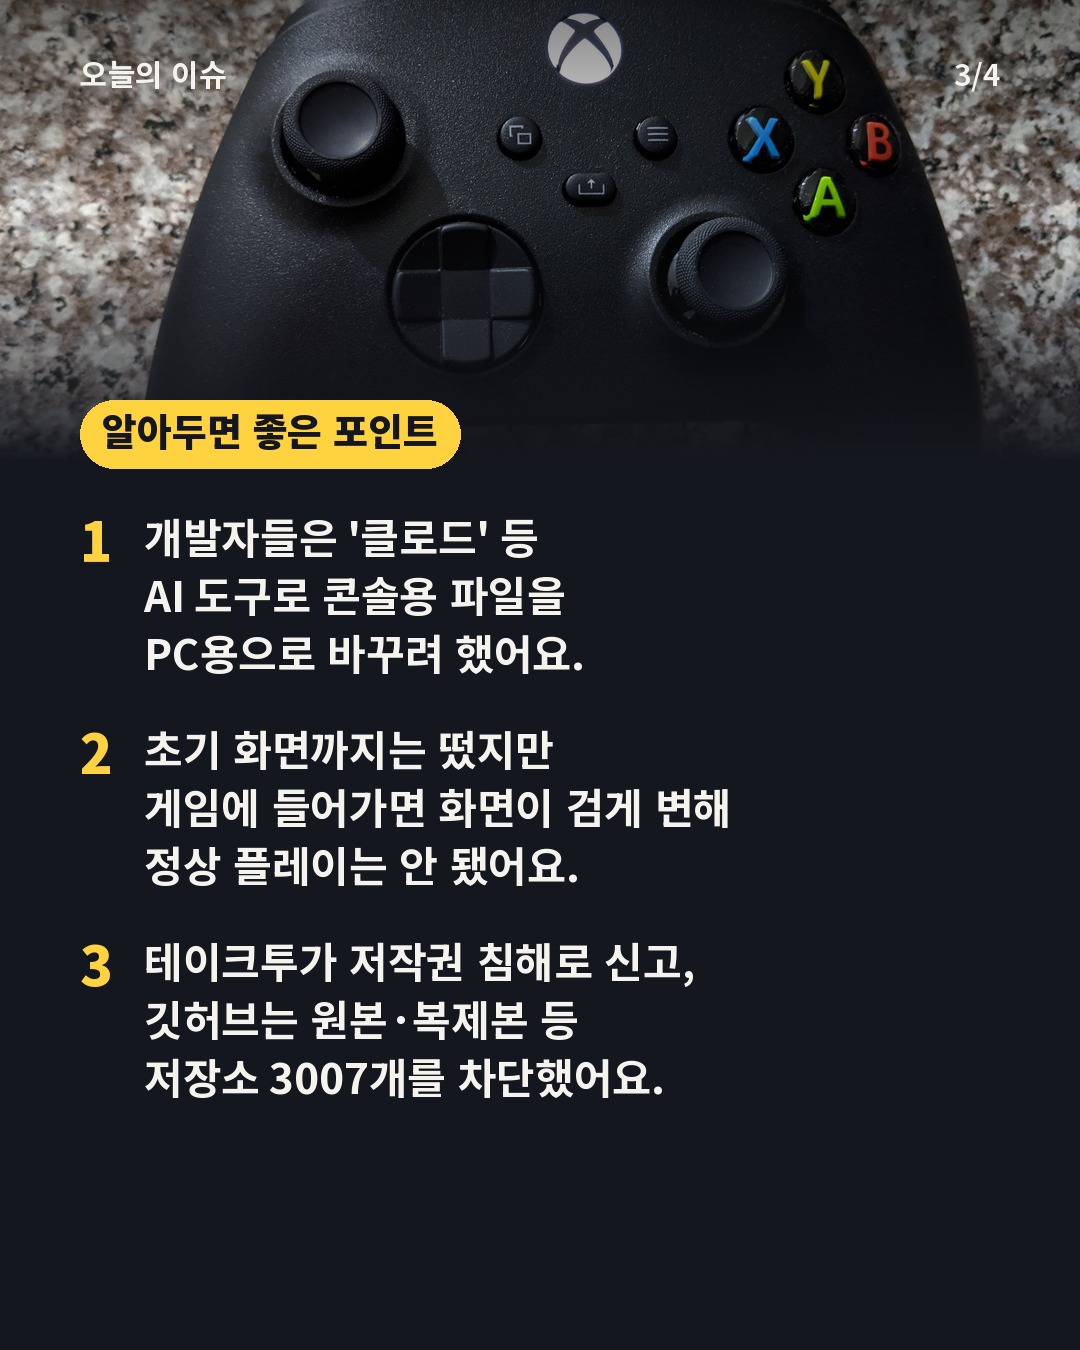 오늘의 이슈
3/4
Y
X
B
A
알아두면 좋은 포인트
1 개발자들은 '클로드' 등
AI 도구로 콘솔용 파일을
PC용으로 바꾸려 했어요.
2 초기 화면까지는 떴지만
게임에 들어가면 화면이 검게 변해
정상 플레이는 안 됐어요.
3 테이크투가 저작권 침해로 신고,
깃허브는 원본·복제본 등
저장소 3007개를 차단했어요.